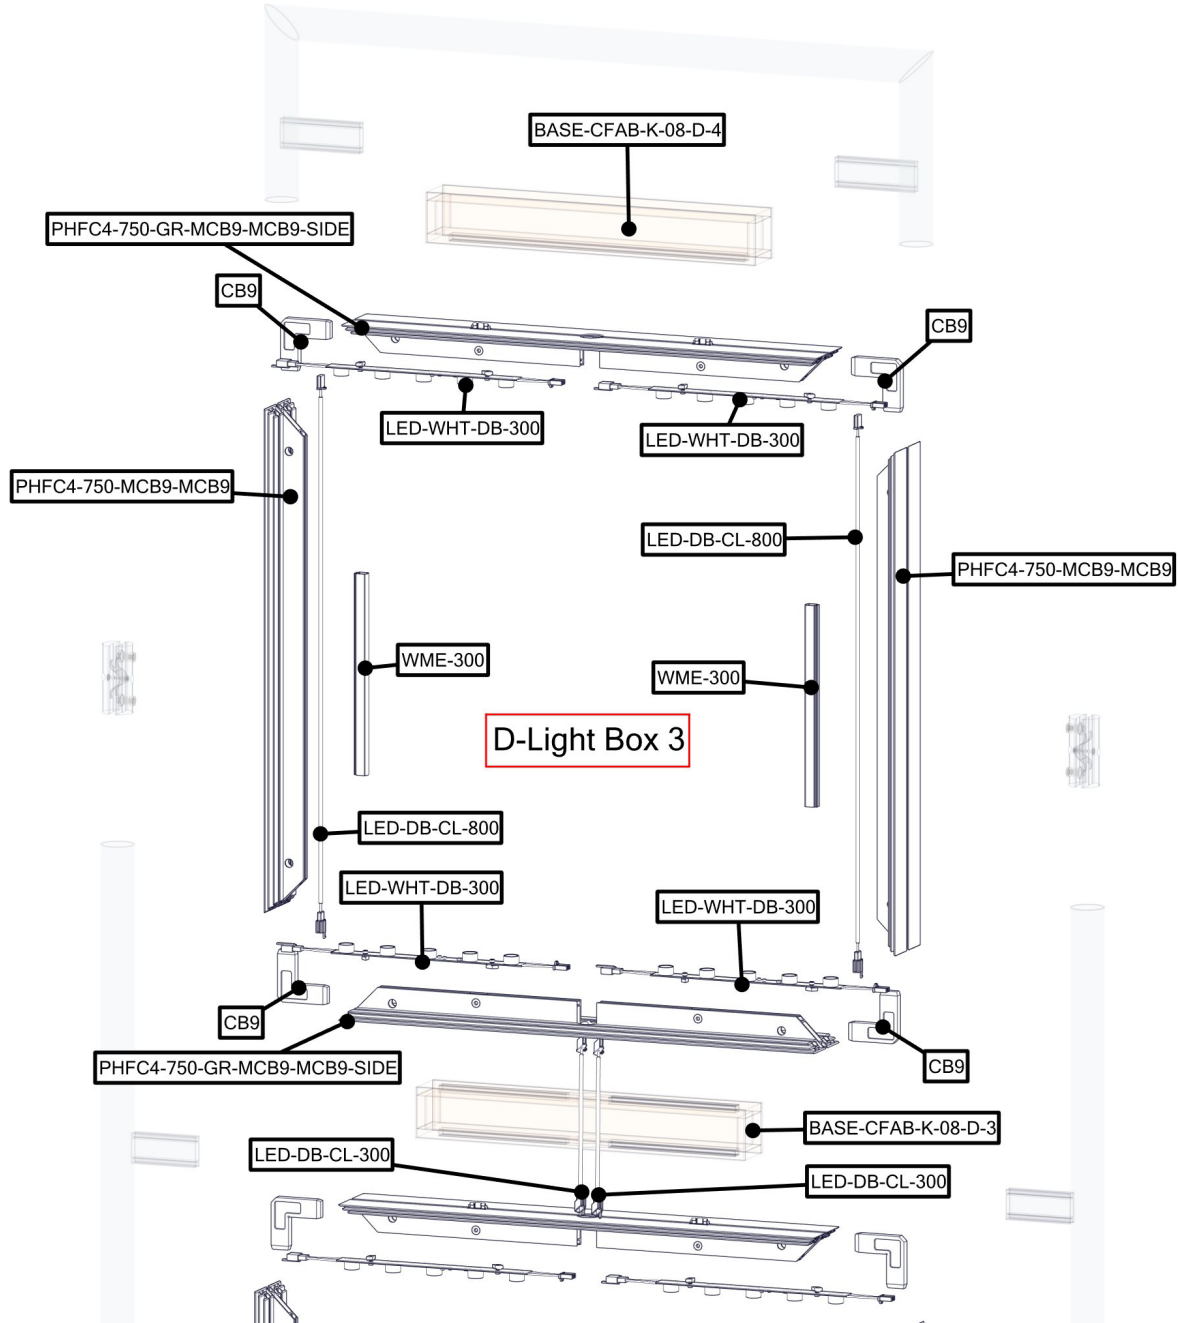 BASE-CFAB-K-08-D-4
PHFC4-750-GR-MCB9-MCB9-SIDE
CB9
CB9
LED-WHT-DB-300
LED-WHT-DB-300
PHFC4-750-MCB9-MCB9
LED-DB-CL-800
PHFC4-750-MCB9-MCB9
WME-300
WME-300
D-Light Box 3
LED-DB-CL-800
LED-WHT-DB-300
LED-WHT-DB-300
CB9
PHFC4-750-GR-MCB9-MCB9-SIDE
CB9
BASE-CFAB-K-08-D-3
LED-DB-CL-300
LED-DB-CL-300